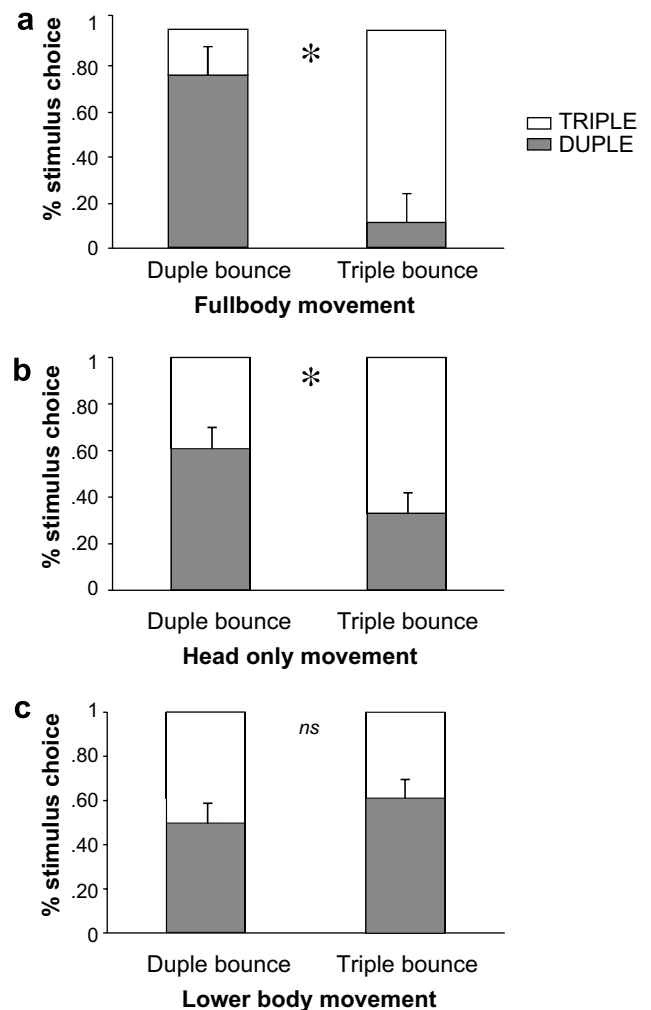 a
% stimulus choice
1
.80
.60
.40
.20
0
*
TRIPLE
DUPLE
Duple bounce Triple bounce
Fullbody movement
b
% stimulus choice
1
.80
.60
.40
.20
0
*
Duple bounce Triple bounce
Head only movement
c
% stimulus choice
1
.80
.60
.40
.20
0
ns
Duple bounce Triple bounce
Lower body movement